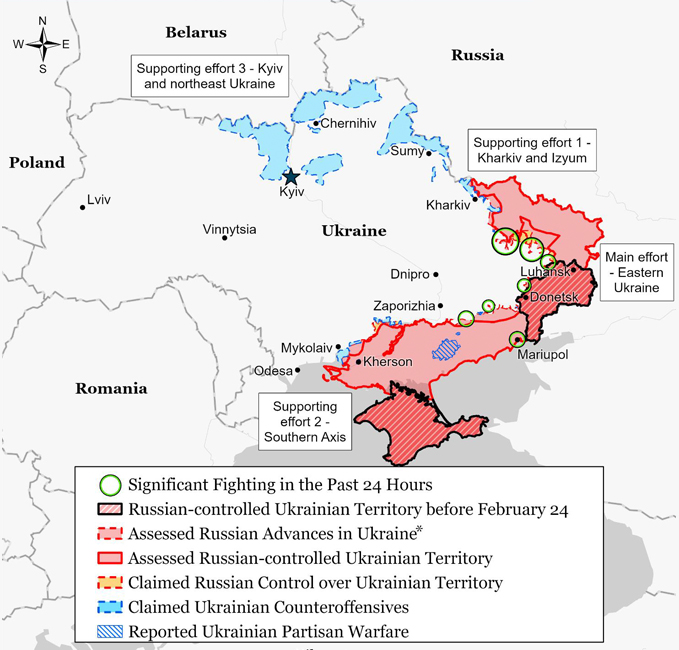 N
W E
S
Belarus
Russia
Supporting effort 3 - Kyiv
and northeast Ukraine
Chernihiv
Supporting effort 1 -
Kharkiv and Izyum
Poland
Sumy
Kyiv
Lviv
Kharkiv
Vinnytsia
Ukraine
Main effort
- Eastern
Ukraine
Luhansk
Dnipro
Donetsk
Zaporizhia
Mykolaiv
Mariupol
Kherson
Odesa
Romania
Supporting
effort 2 -
Southern Axis
Significant Fighting in the Past 24 Hours
Russian-controlled Ukrainian Territory before February 24
Assessed Russian Advances in Ukraine*
Assessed Russian-controlled Ukrainian Territory
Claimed Russian Control over Ukrainian Territory
Claimed Ukrainian Counteroffensives
Reported Ukrainian Partisan Warfare